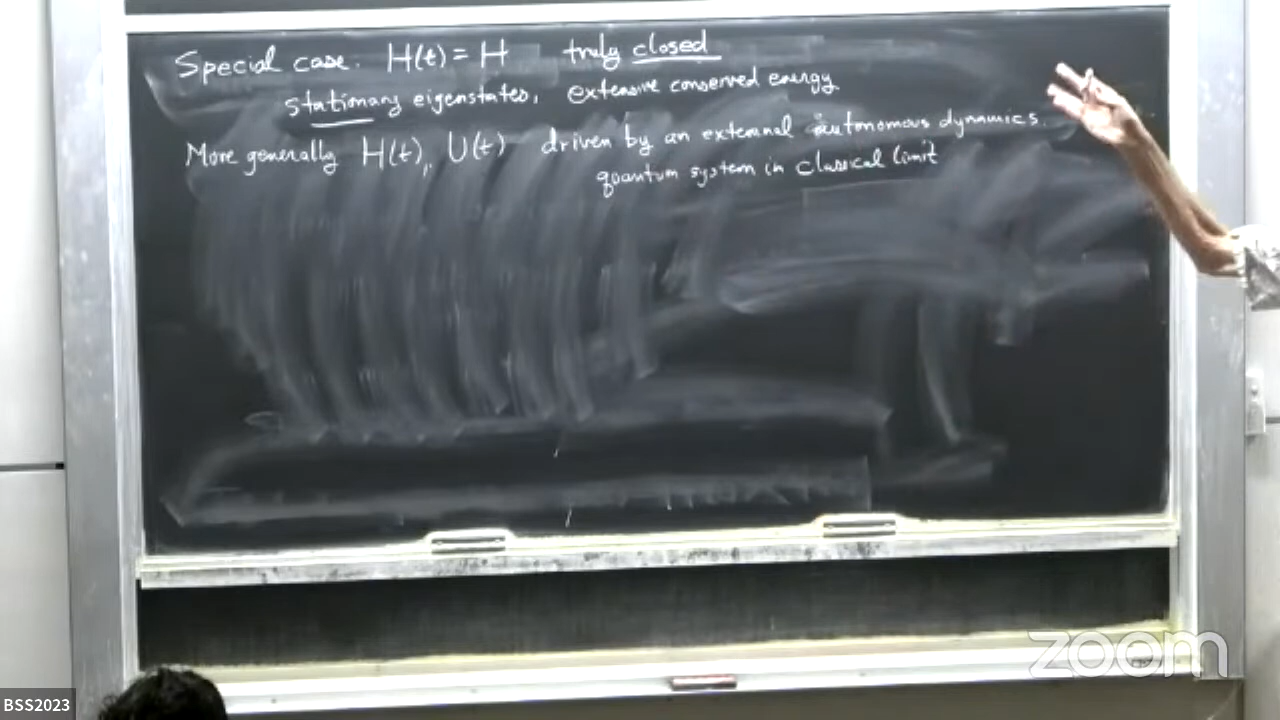 Special case. H(t) = H truly closed
stationary eigenstates, extensive conserved energy.
More generally H(t), U(t) driven by an external autonomous dynamics.
quantum system in classical limit
zoom
BSS2023